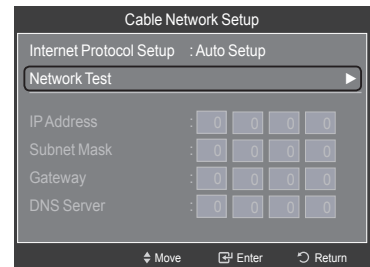 Cable Network Setup
Internet Protocol Setup : Auto Setup
Network Test
IP Address : 0 0 0 0
Subnet Mask : 0 0 0 0
Gateway : 0 0 0 0
DNS Server : 0 0 0 0
Move Enter Return